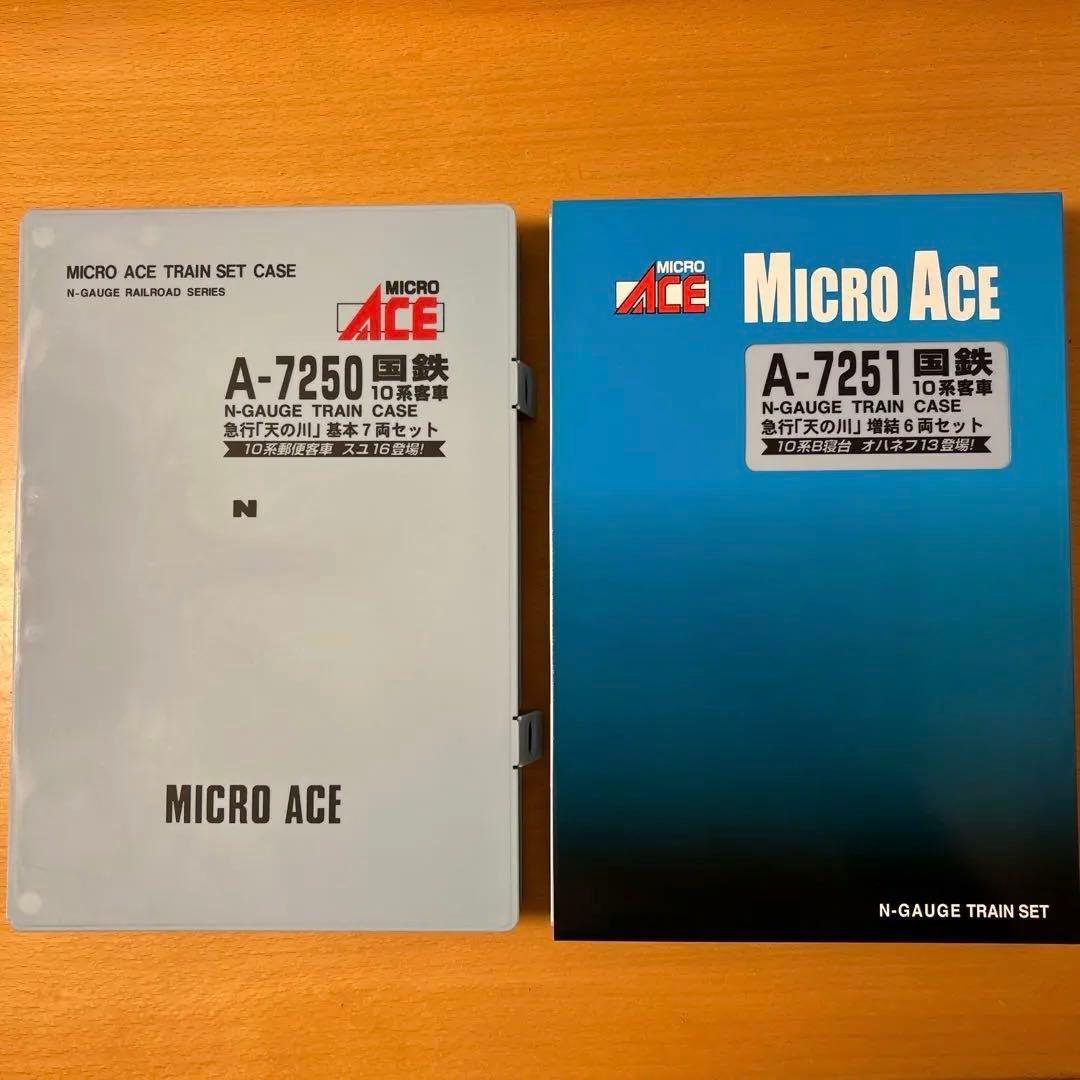 MICRO ACE TRAIN SET CASE
N-GAUGE RAILROAD SERIES
MICRO
ACE
A-7250 国鉄
10系客車
N-GAUGE TRAIN CASE
急行「天の川」基本7両セット
10系郵便客車 スユ16登場!
N
MICRO ACE
MICRO
ACE
MICRO ACE
A-7251 国鉄
10系客車
N-GAUGE TRAIN CASE
急行「天の川」増結6両セット
10系B寝台 オハネフ13登場!
N-GAUGE TRAIN SET